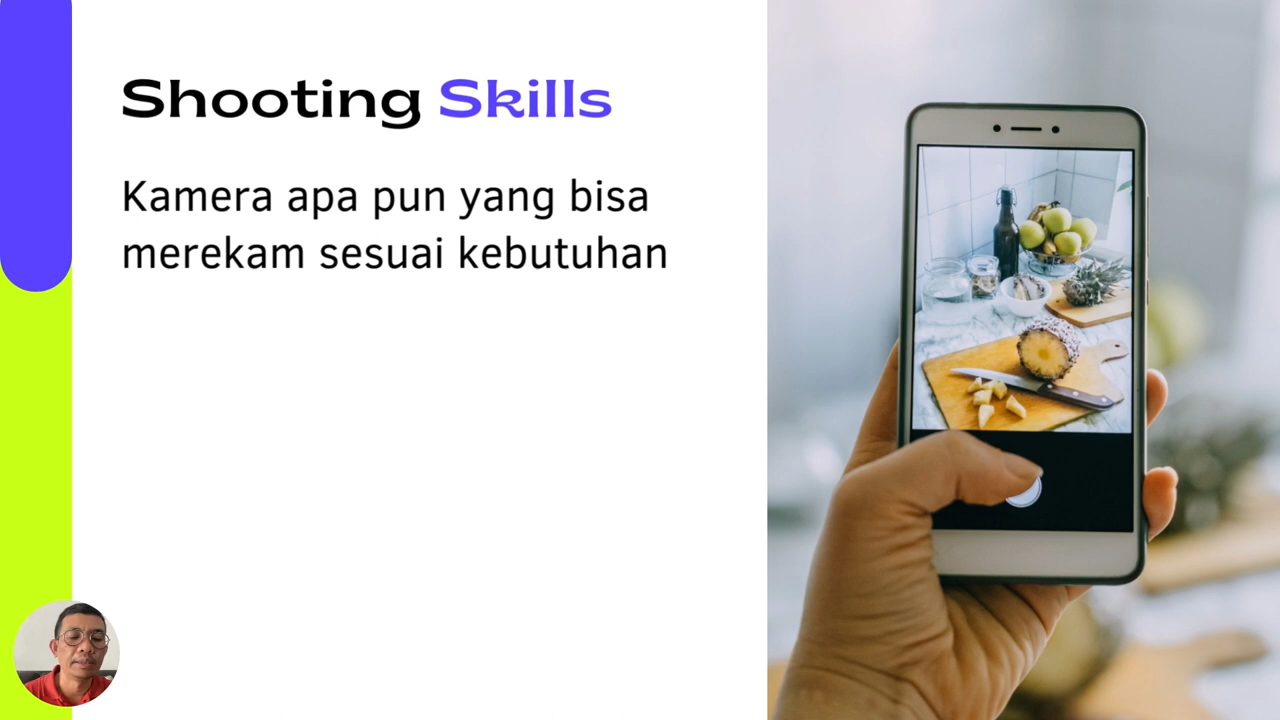 Shooting Skills
Kamera apa pun yang bisa
merekam sesuai kebutuhan